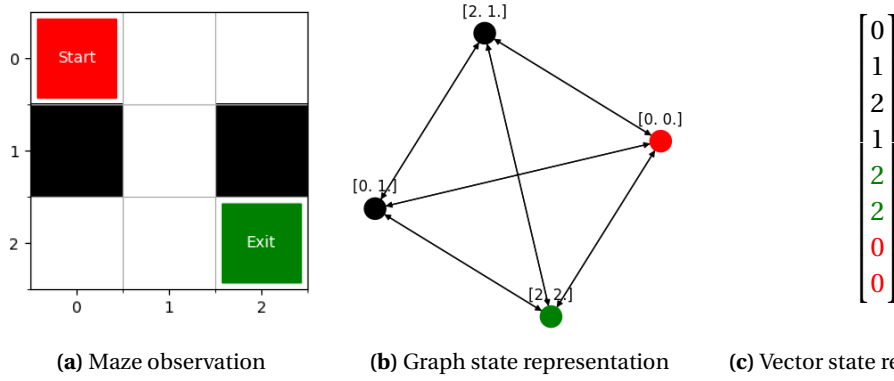 Start
Exit
0
1
2
0 1 2
[2. 1.]
[0. 0.]
[0. 1.]
[2. 2.]
0
1
2
1
2
2
0
0
(a) Maze observation
(b) Graph state representation
(c) Vector state re